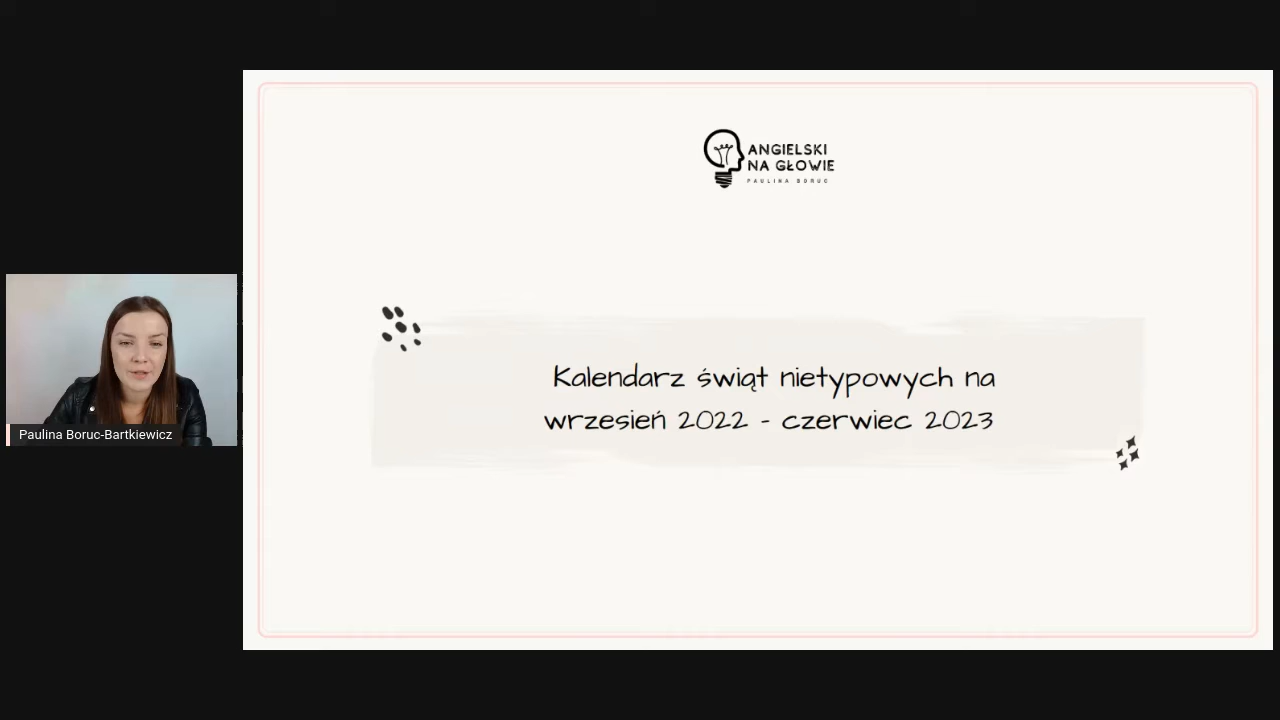 ANGIELSKI
NA GŁOWIE
PAULINA BORUC
Kalendarz świąt nietypowych na
wrzesień 2022 - czerwiec 2023
Paulina Boruc-Bartkiewicz